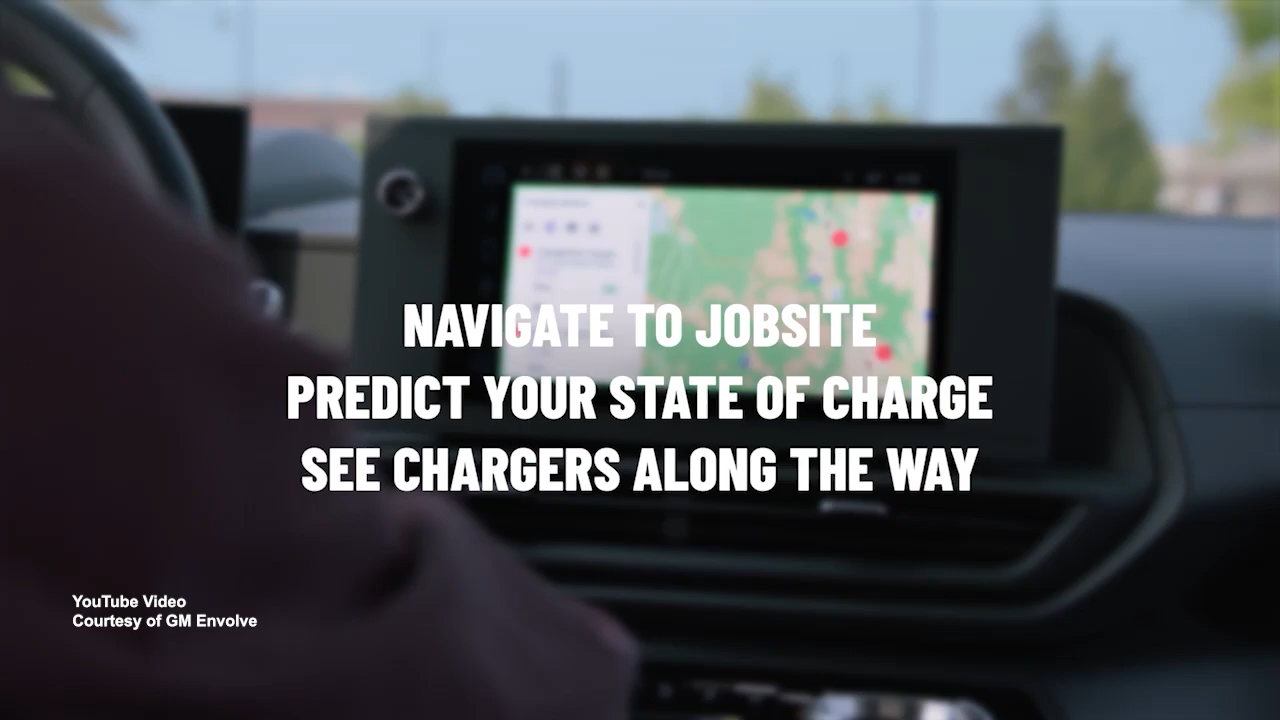 NAVIGATE TO JOBSITE
PREDICT YOUR STATE OF CHARGE
SEE CHARGERS ALONG THE WAY
YouTube Video
Courtesy of GM Envolve